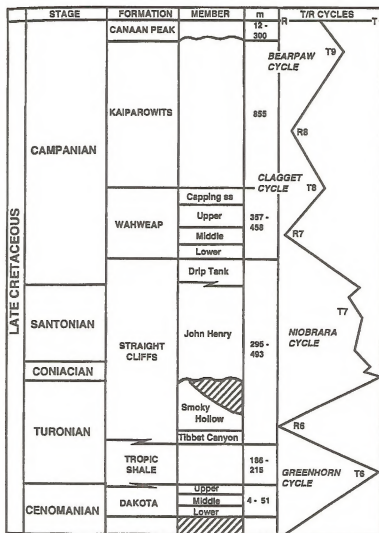 STAGE FORMATION MEMBER m T/R CYCLES
R T
CANAAN PEAK 12 - 300
BEARPAW CYCLE
T9
KAIPAROWITS 855
R8
CAMPANIAN
CLAGGET CYCLE
T8
Capping ss
Upper
WAHWEAP 357 - 458
Middle
R7
Lower
Drip Tank
LATE CRETACEOUS
T7
SANTONIAN
John Henry
STRAIGHT CLIFFS
295 - 493
NIOBRARA CYCLE
CONIACIAN
Smoky Hollow
TURONIAN
R6
Tibbet Canyon
TROPIC SHALE
186 - 215
GREENHORN CYCLE
T6
Upper
CENOMANIAN DAKOTA Middle 4 - 51
Lower